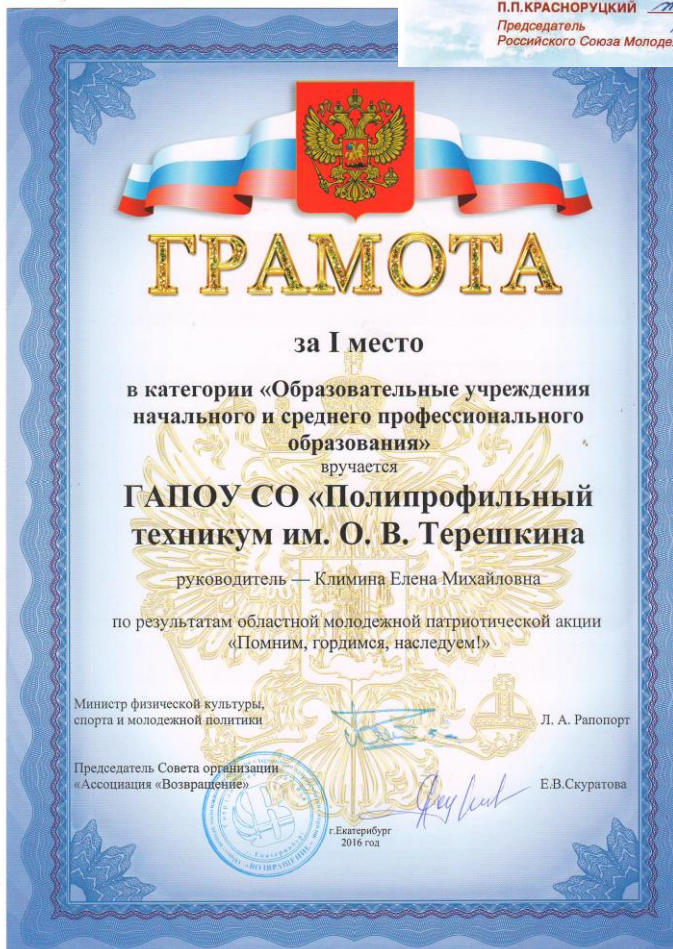 П.П.КРАСНОРУЦКИЙ
Председатель
Российского Союза Молоде
ГРАМОТА
за I место
в категории «Образовательные учреждения
начального и среднего профессионального
образования»
вручается
ГАПОУ СО «Полипрофильный
техникум им. О. В. Терешкина
руководитель — Климина Елена Михайловна
по результатам областной молодежной патриотической акции
«Помним, гордимся, наследуем!»
Министр физической культуры,
спорта и молодежной политики
Л. А. Рапопорт
Председатель Совета организации
«Ассоциация «Возвращение»
Е.В.Скуратова
«ВОЗВРАЩЕНИЕ»
г.Екатерибург
2016 год